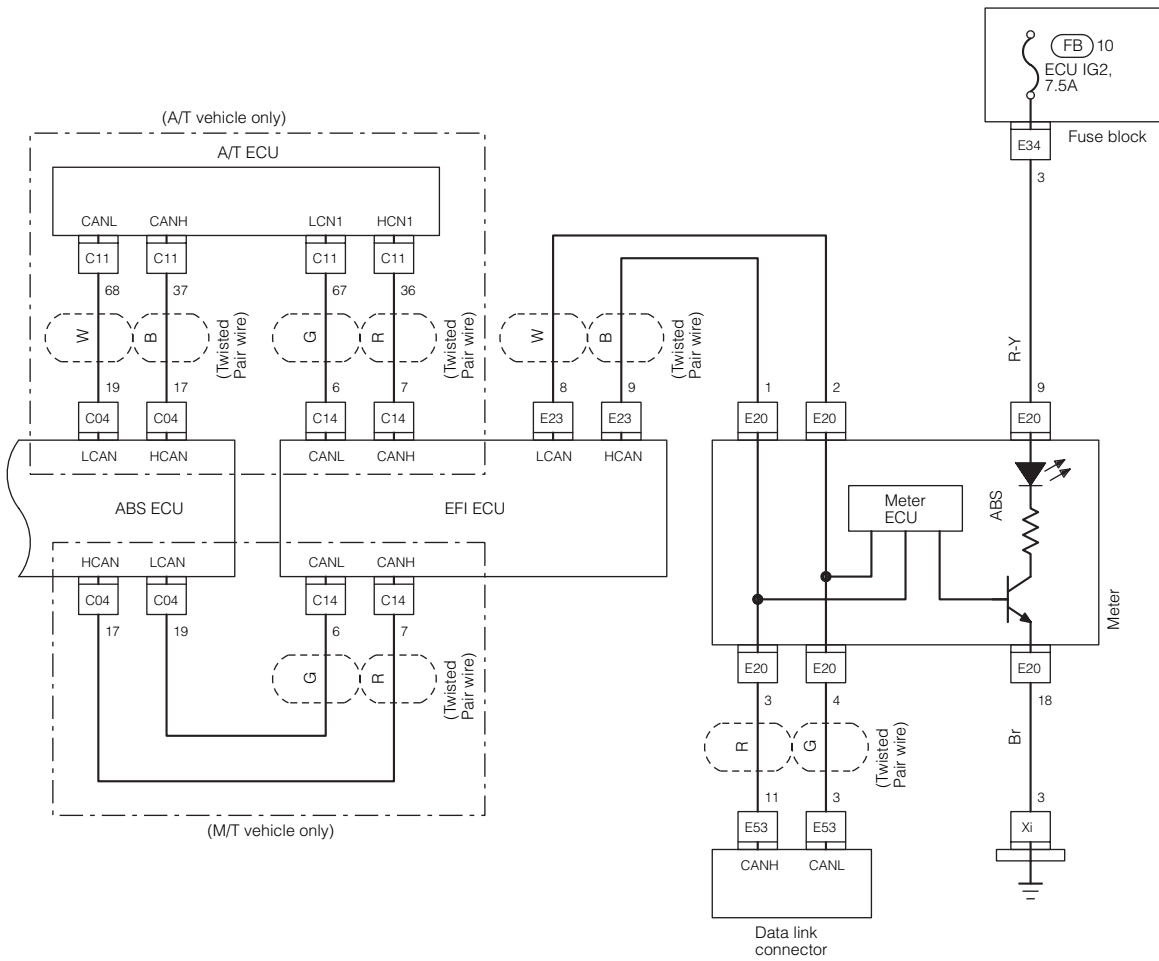 FB 10
ECU IG2,
7.5A
Fuse block
E34
3
R-Y
(A/T vehicle only)
A/T ECU
CANL CANH LCN1 HCN1
C11 C11 C11 C11
68 37 67 36
W B (Twisted
Pair wire)
G R (Twisted
Pair wire)
W B (Twisted
Pair wire)
19 17 6 7 8 9 1 2 9
C04 C04 C14 C14 E23 E23 E20 E20 E20
LCAN HCAN CANL CANH LCAN HCAN
ABS ECU
EFI ECU
Meter
ECU
ABS
Meter
HCAN LCAN CANL CANH
C04 C04 C14 C14
17 19 6 7
G R (Twisted
Pair wire)
(M/T vehicle only)
E20 E20 E20
3 4 18
R G (Twisted
Pair wire)
Br
11 3 3
E53 E53 Xi
CANH CANL
Data link
connector